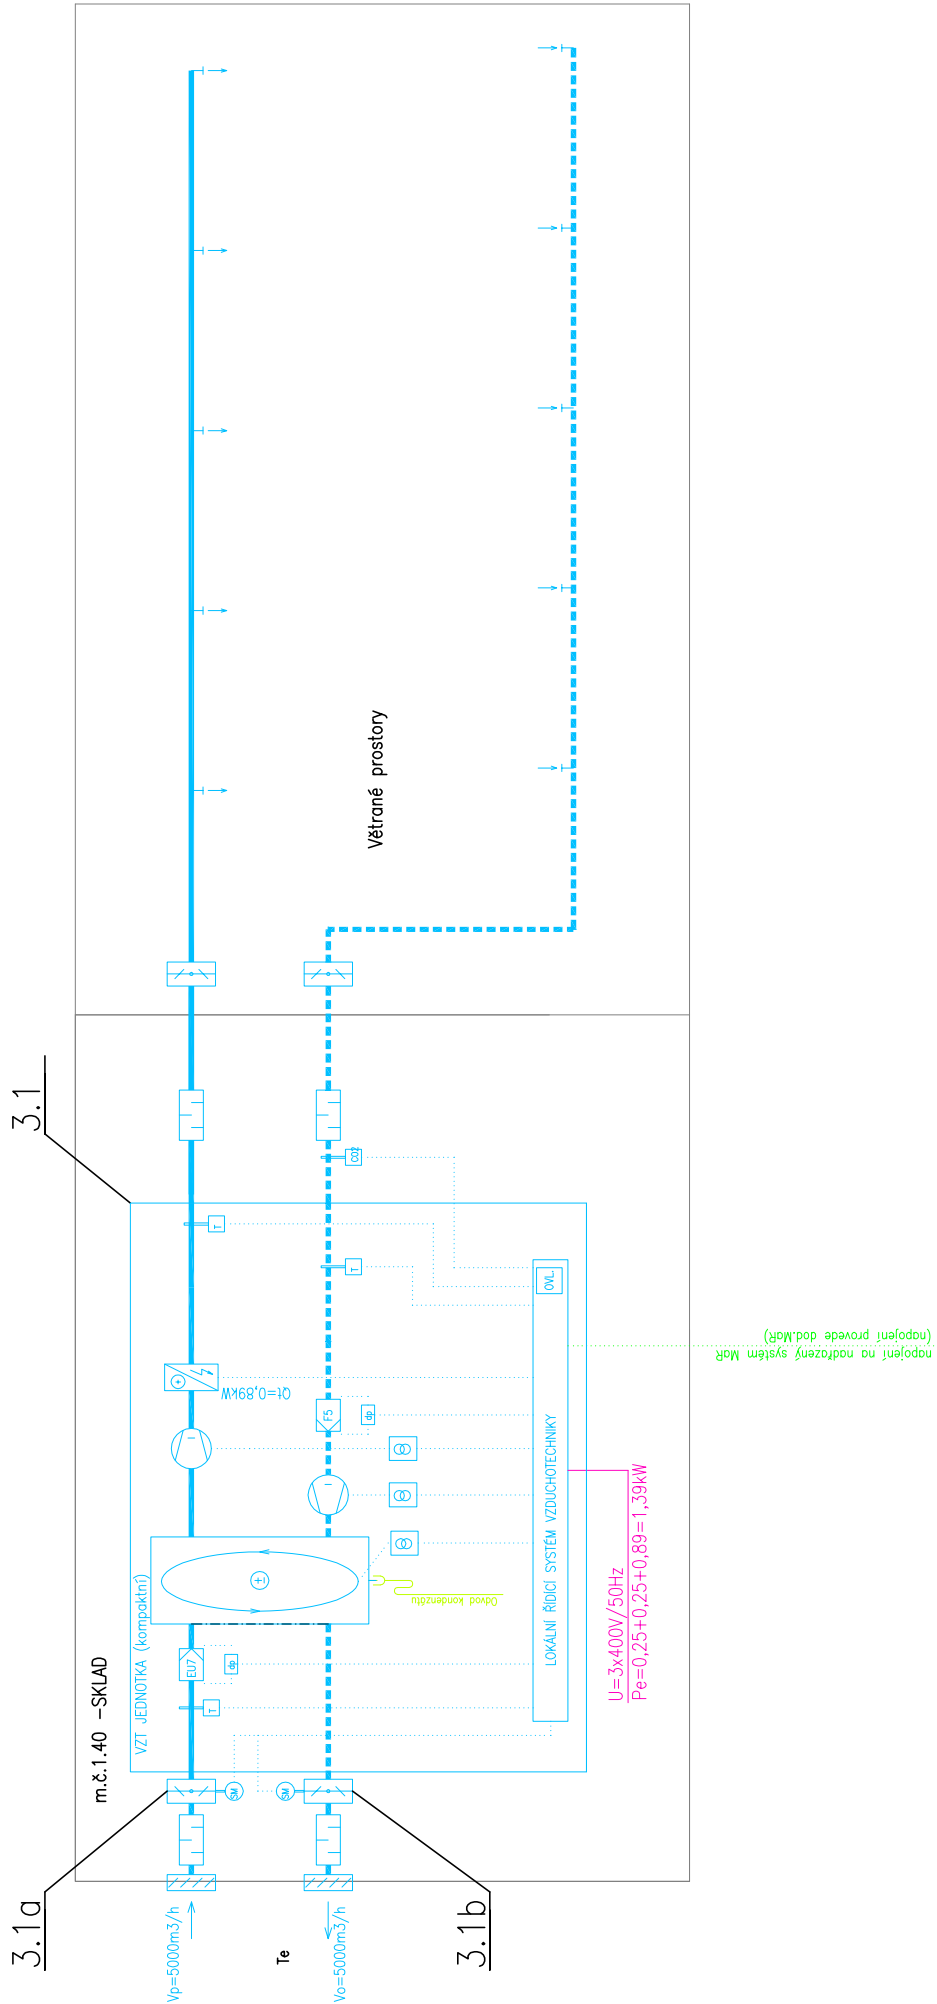 3.1a
3.1
m.č.1.40 –SKLAD
VZT JEDNOTKA (kompaktní)
Vp=5000m3/h
EU7
T
dp
SM
Qt=0,89kW
T
Te
SM
Vo=5000m3/h
±
F5
dp
T
CO2
Větrané prostory
Odvod kondenzátu
3.1b
LOKÁLNÍ ŘÍDICÍ SYSTÉM VZDUCHOTECHNIKY
OVL.
U=3x400V/50Hz
Pe=0,25+0,25+0,89=1,39kW
napojení na nadřazený systém MaR
(napojení provede dod.MaR)